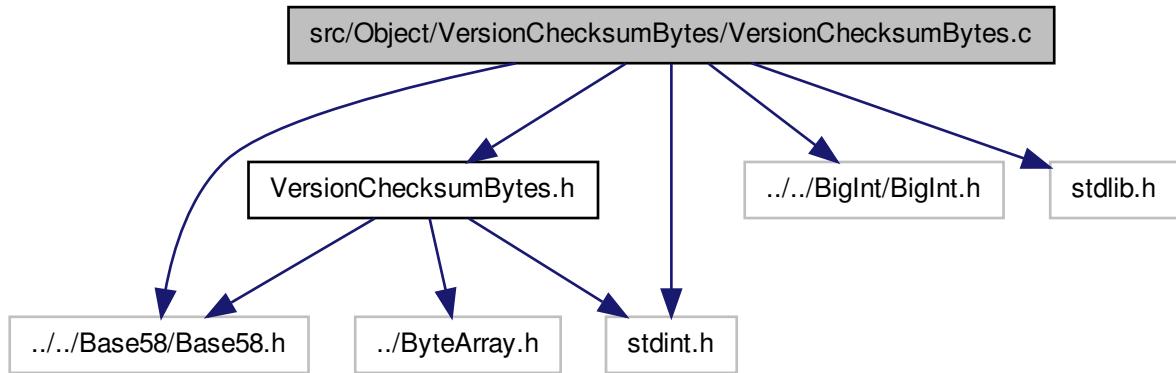 src/Object/VersionChecksumBytes/VersionChecksumBytes.c
VersionChecksumBytes.h
../../BigInt/BigInt.h
stdlib.h
../../Base58/Base58.h
../ByteArray.h
stdint.h